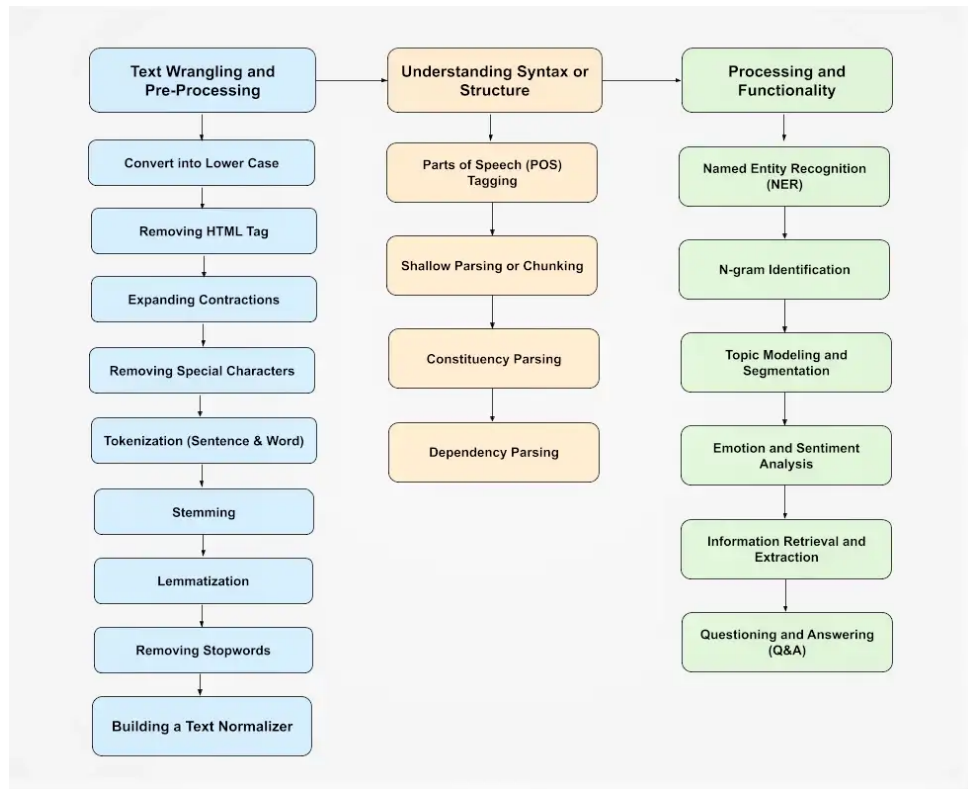 Text Wrangling and
Pre-Processing
Convert into Lower Case
Removing HTML Tag
Expanding Contractions
Removing Special Characters
Tokenization (Sentence & Word)
Stemming
Lemmatization
Removing Stopwords
Building a Text Normalizer
Understanding Syntax or
Structure
Parts of Speech (POS)
Tagging
Shallow Parsing or Chunking
Constituency Parsing
Dependency Parsing
Processing and
Functionality
Named Entity Recognition
(NER)
N-gram Identification
Topic Modeling and
Segmentation
Emotion and Sentiment
Analysis
Information Retrieval and
Extraction
Questioning and Answering
(Q&A)